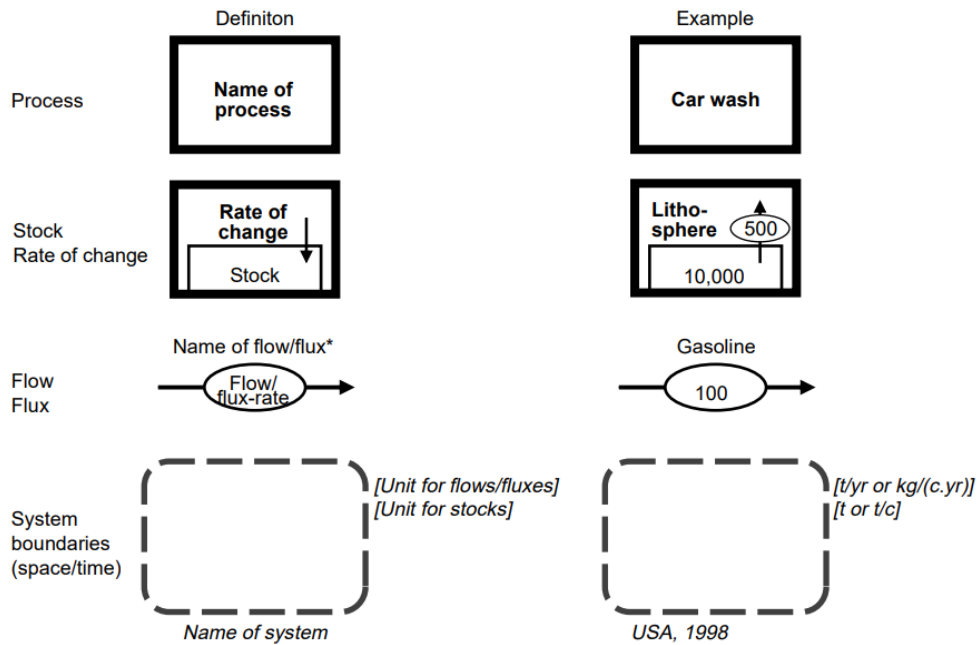 Definiton
Example
Process
Name of
process
Car wash
Stock
Rate of change
Rate of
change
Stock
Litho-
sphere
500
10,000
Name of flow/flux*
Gasoline
Flow
Flux
Flow/
flux-rate
100
System
boundaries
(space/time)
[Unit for flows/fluxes]
[Unit for stocks]
[t/yr or kg/(c.yr)]
[t or t/c]
Name of system
USA, 1998